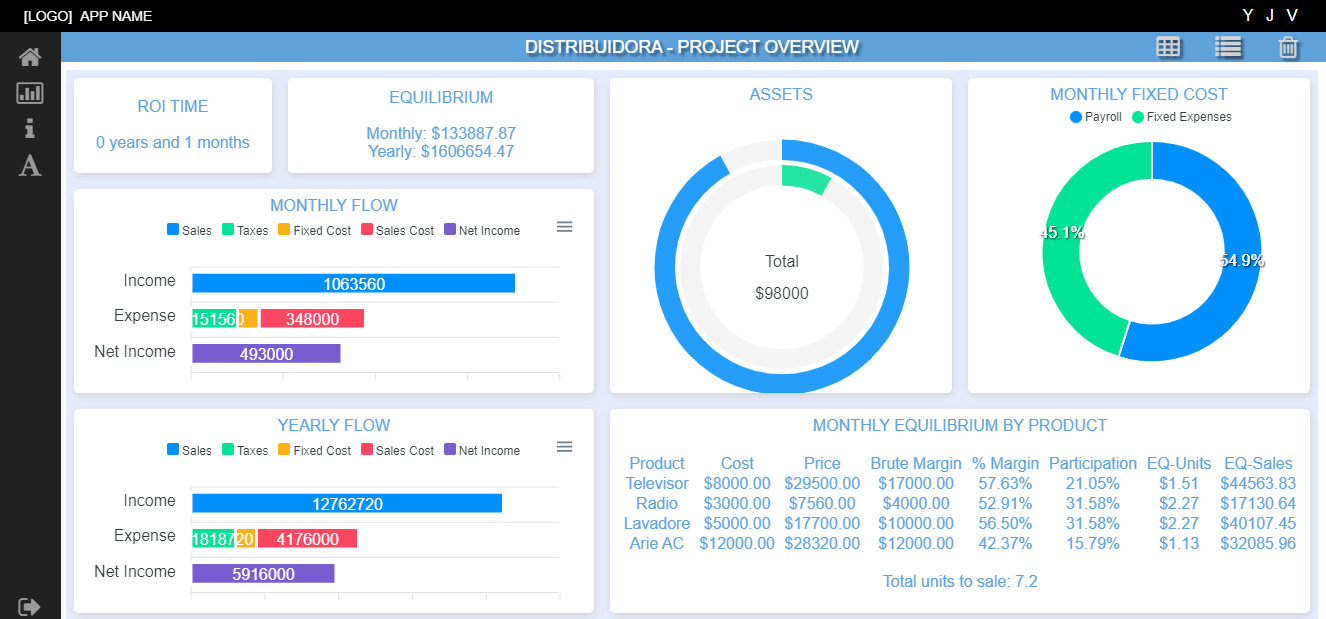 [LOGO] APP NAME
Y J V
DISTRIBUIDORA - PROJECT OVERVIEW
ROI TIME
0 years and 1 months
EQUILIBRIUM
Monthly: $133887.87
Yearly: $1606654.47
MONTHLY FLOW
Sales Taxes Fixed Cost Sales Cost Net Income
Income 1063560
Expense 151560 348000
Net Income 493000
ASSETS
Total
$98000
MONTHLY FIXED COST
Payroll Fixed Expenses
45.1%
54.9%
YEARLY FLOW
Sales Taxes Fixed Cost Sales Cost Net Income
Income 12762720
Expense 1818720 4176000
Net Income 5916000
MONTHLY EQUILIBRIUM BY PRODUCT
Product Cost Price Brute Margin % Margin Participation EQ-Units EQ-Sales
Televisor $8000.00 $29500.00 $17000.00 57.63% 21.05% $1.51 $44563.83
Radio $3000.00 $7560.00 $4000.00 52.91% 31.58% $2.27 $17130.64
Lavadore $5000.00 $17700.00 $10000.00 56.50% 31.58% $2.27 $40107.45
Arie AC $12000.00 $28320.00 $12000.00 42.37% 15.79% $1.13 $32085.96
Total units to sale: 7.2